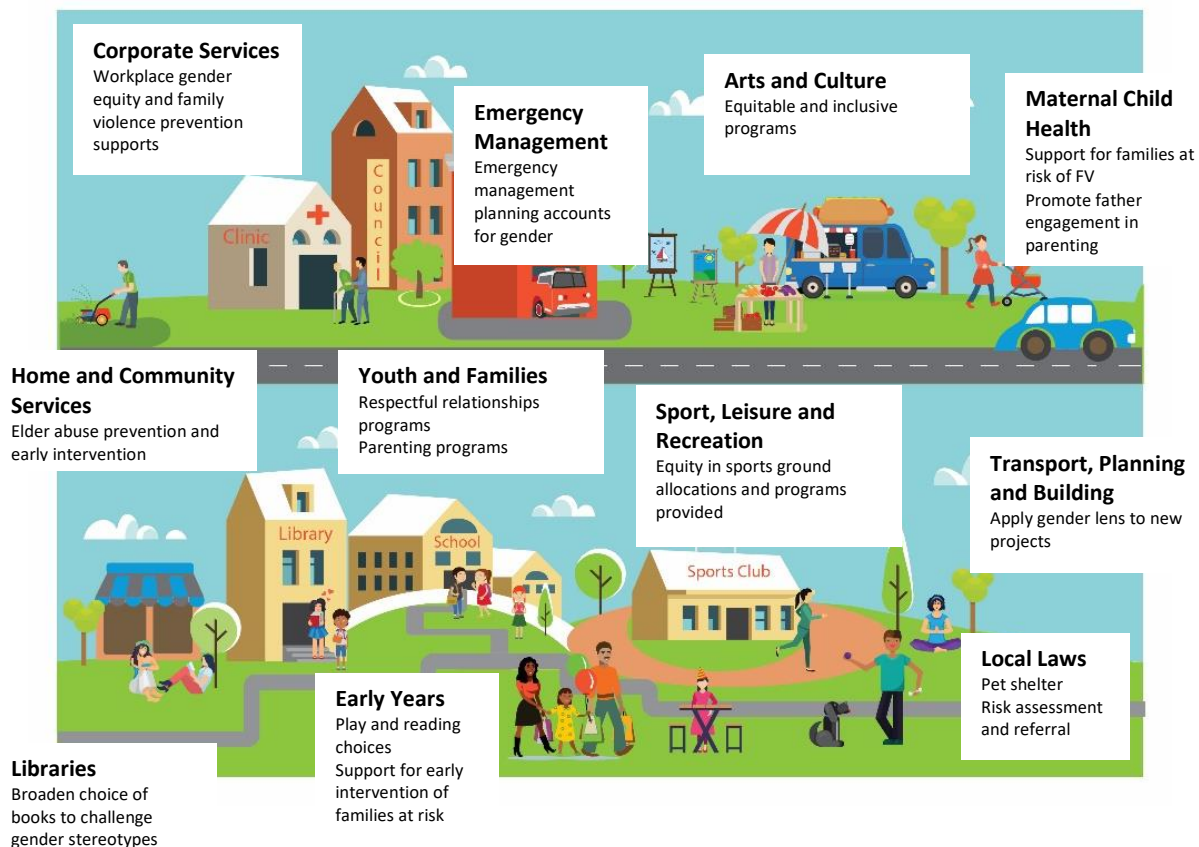 Corporate Services
Workplace gender
equity and family
violence prevention
supports
Emergency
Management
Emergency
management
planning accounts
for gender
Arts and Culture
Equitable and inclusive
programs
Maternal Child
Health
Support for families at
risk of FV
Promote father
engagement in
parenting
Clinic
Council
Home and Community
Services
Elder abuse prevention and
early intervention
Youth and Families
Respectful relationships
programs
Parenting programs
Sport, Leisure and
Recreation
Equity in sports ground
allocations and programs
provided
Transport, Planning
and Building
Apply gender lens to new
projects
Library
School
Sports Club
Local Laws
Pet shelter
Risk assessment
and referral
Early Years
Play and reading
choices
Support for early
intervention of
families at risk
Libraries
Broaden choice of
books to challenge
gender stereotypes